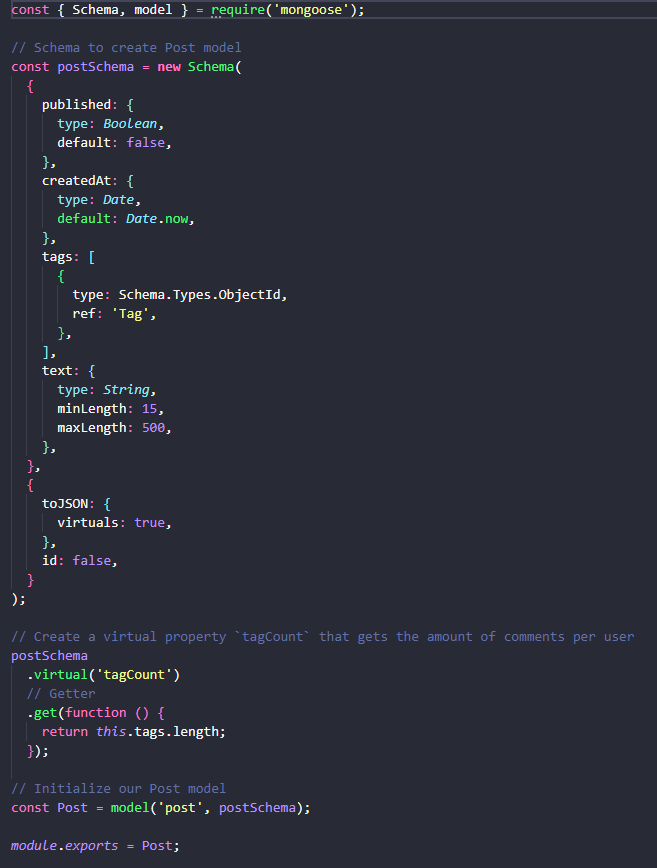 const { Schema, model } = require('mongoose');

// Schema to create Post model
const postSchema = new Schema(
  {
    published: {
      type: Boolean,
      default: false,
    },
    createdAt: {
      type: Date,
      default: Date.now,
    },
    tags: [
      {
        type: Schema.Types.ObjectId,
        ref: 'Tag',
      },
    ],
    text: {
      type: String,
      minLength: 15,
      maxLength: 500,
    },
  },
  {
    toJSON: {
      virtuals: true,
    },
    id: false,
  }
);

// Create a virtual property `tagCount` that gets the amount of comments per user
postSchema
  .virtual('tagCount')
  // Getter
  .get(function () {
    return this.tags.length;
  });

// Initialize our Post model
const Post = model('post', postSchema);

module.exports = Post;